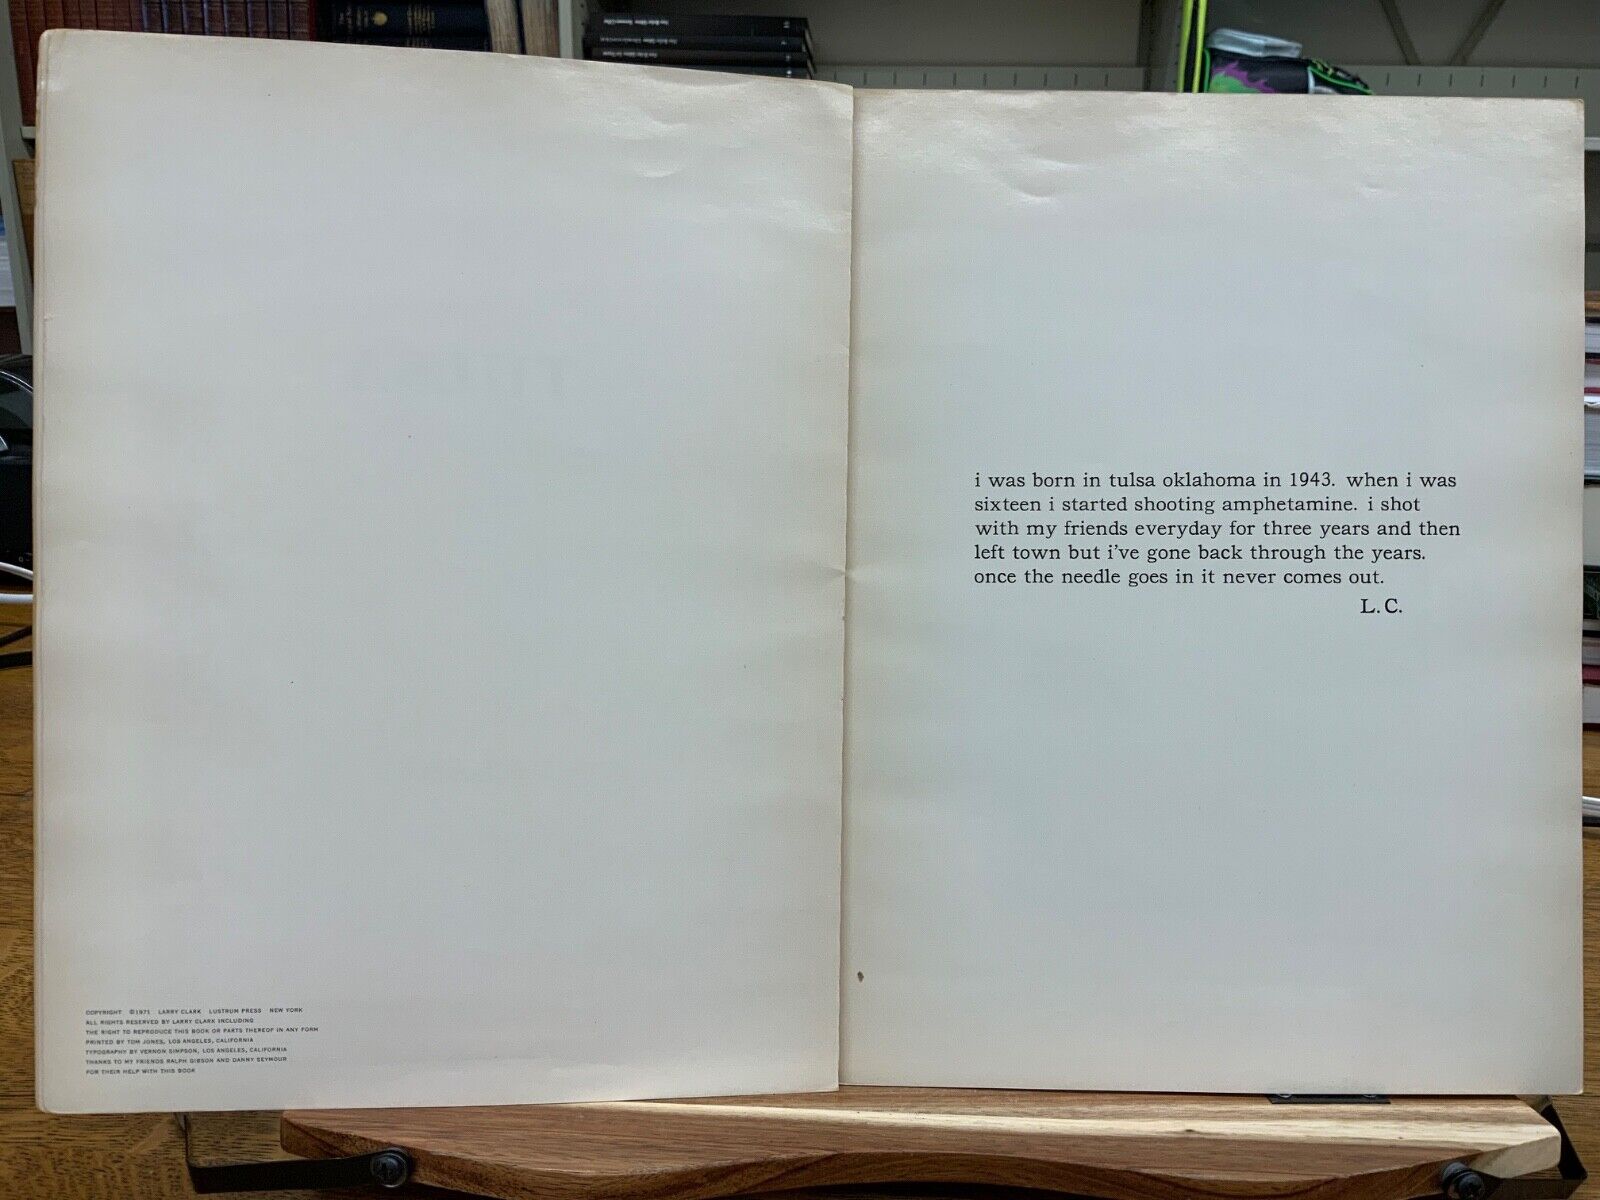 COPYRIGHT ©1971 LARRY CLARK LUSTRUM PRESS NEW YORK
ALL RIGHTS RESERVED BY LARRY CLARK INCLUDING
THE RIGHT TO REPRODUCE THIS BOOK OR PARTS THEREOF IN ANY FORM
PRINTED BY TOM JONES, LOS ANGELES, CALIFORNIA
TYPOGRAPHY BY VERNON SIMPSON, LOS ANGELES, CALIFORNIA
THANKS TO MY FRIENDS RALPH GIBSON AND DANNY SEYMOUR
FOR THEIR HELP WITH THIS BOOK
i was born in tulsa oklahoma in 1943. when i was
sixteen i started shooting amphetamine. i shot
with my friends everyday for three years and then
left town but i've gone back through the years.
once the needle goes in it never comes out.
L.C.